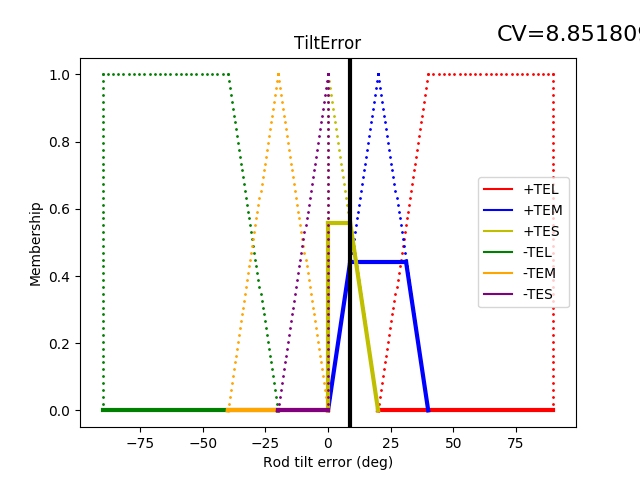 CV=8.851809
TiltError
Membership
1.0
0.8
0.6
0.4
0.2
0.0
+TEL
+TEM
+TES
-TEL
-TEM
-TES
−75 −50 −25 0 25 50 75
Rod tilt error (deg)